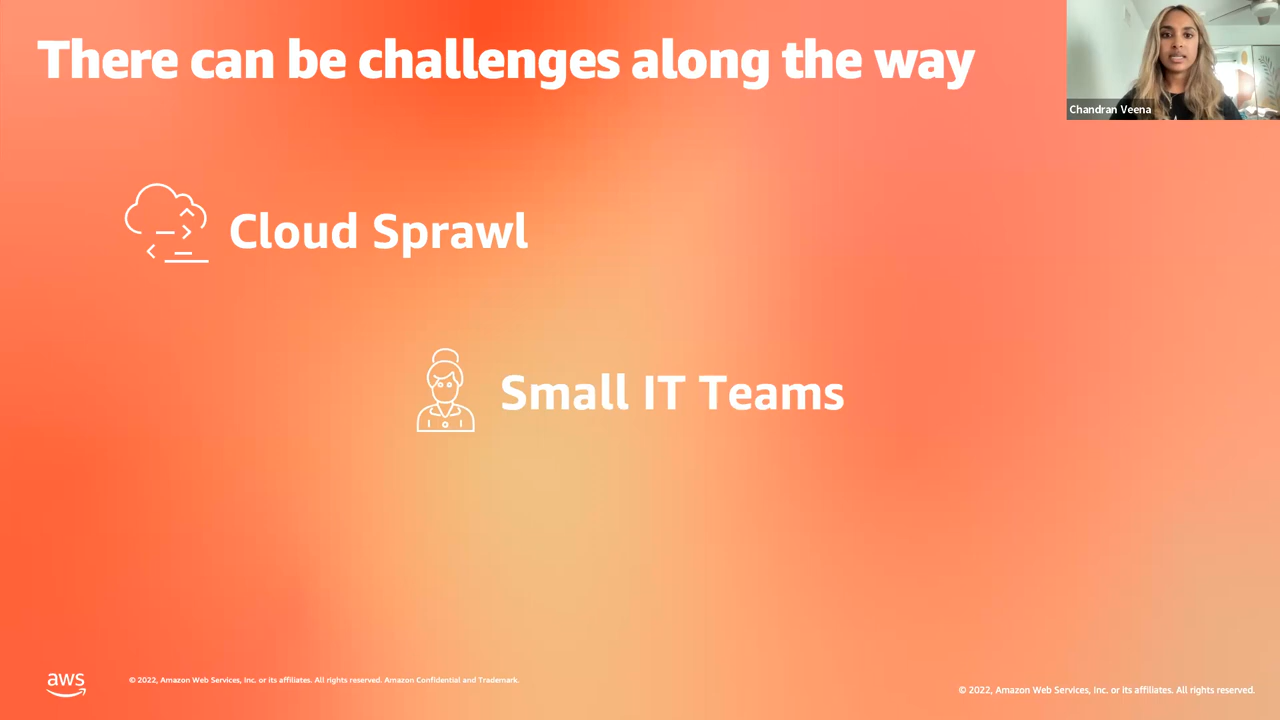 There can be challenges along the way
Chandran Veena
Cloud Sprawl
Small IT Teams
aws
© 2022, Amazon Web Services, Inc. or its affiliates. All rights reserved. Amazon Confidential and Trademark.
© 2022, Amazon Web Services, Inc. or its affiliates. All rights reserved.